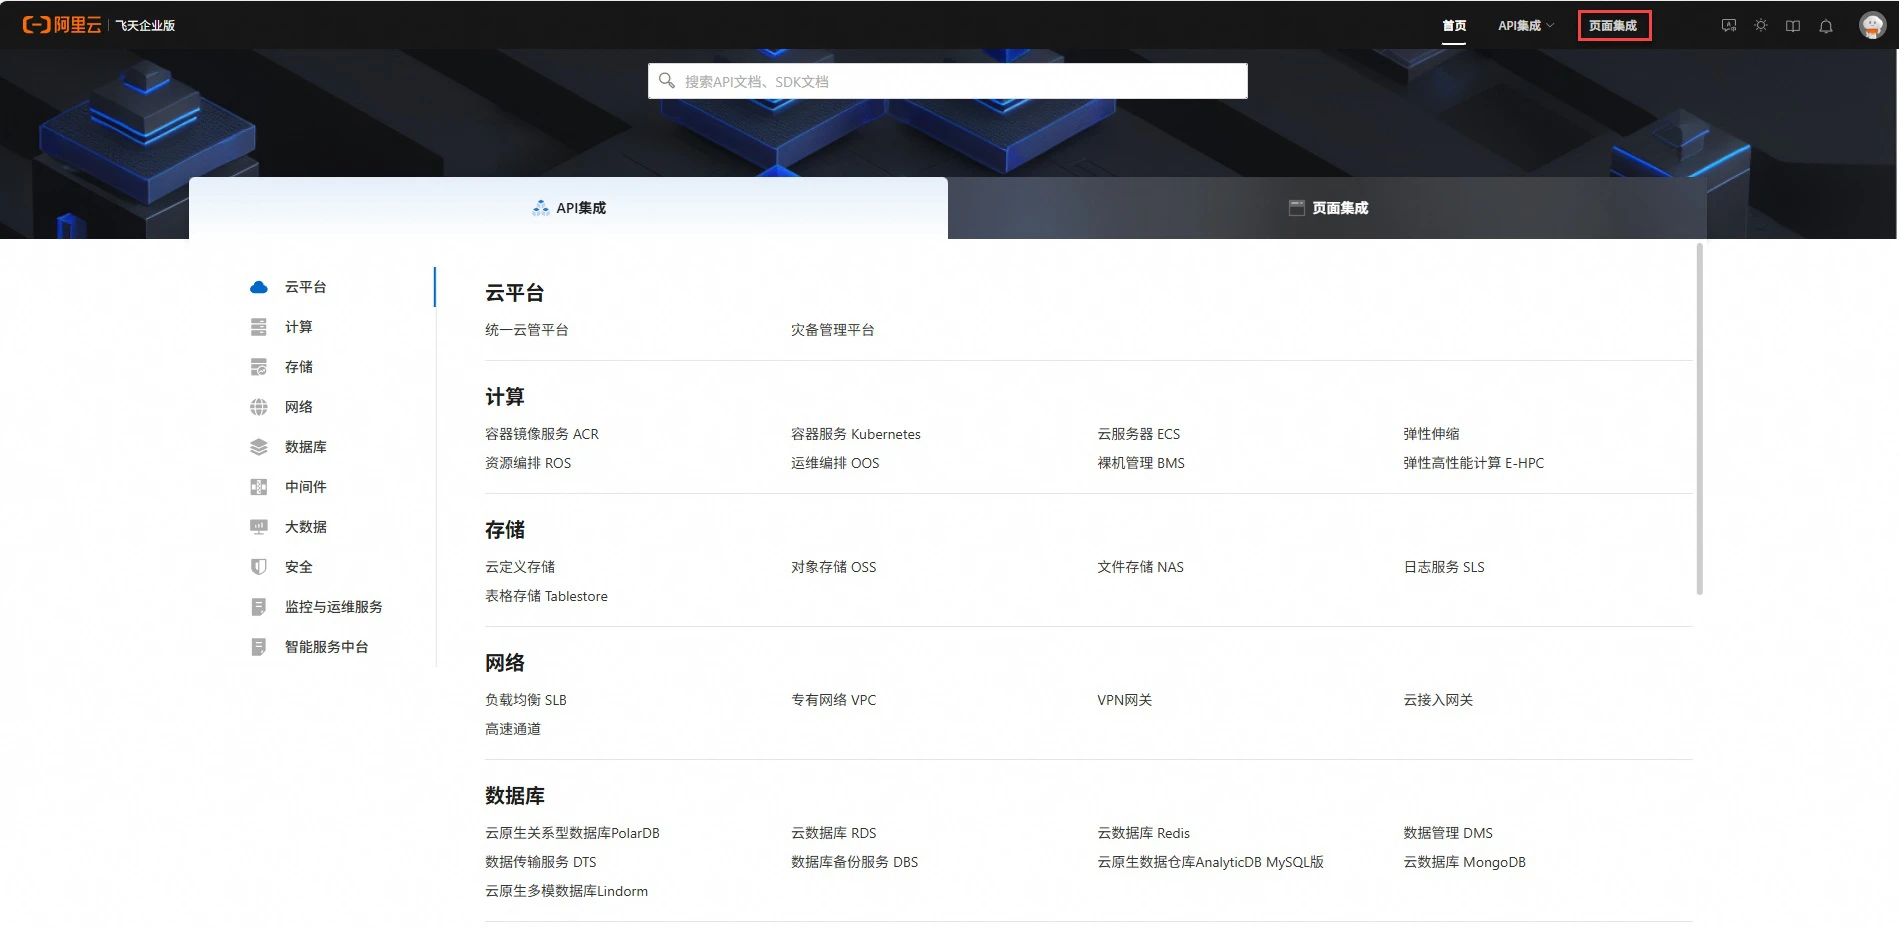 阿里云 飞天企业版 首页 API集成 页面集成
搜索API文档、SDK文档
API集成 页面集成
云平台
计算
存储
网络
数据库
中间件
大数据
安全
监控与运维服务
智能服务中台
云平台
统一云管平台 灾备管理平台
计算
容器镜像服务 ACR 容器服务 Kubernetes 云服务器 ECS 弹性伸缩
资源编排 ROS 运维编排 OOS 裸机管理 BMS 弹性高性能计算 E-HPC
存储
云定义存储 对象存储 OSS 文件存储 NAS 日志服务 SLS
表格存储 Tablestore
网络
负载均衡 SLB 专有网络 VPC VPN网关 云接入网关
高速通道
数据库
云原生关系型数据库PolarDB 云数据库 RDS 云数据库 Redis 数据管理 DMS
数据传输服务 DTS 数据库备份服务 DBS 云原生数据仓库AnalyticDB MySQL版 云数据库 MongoDB
云原生多模数据库Lindorm